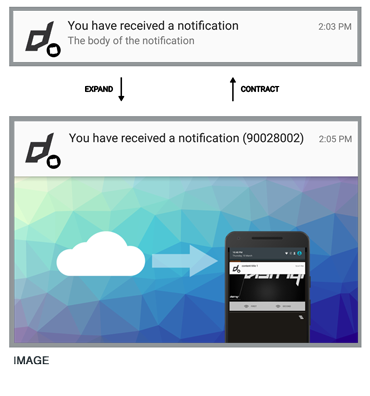 You have received a notification 2:03 PM
The body of the notification
EXPAND CONTRACT
You have received a notification (90028002) 2:05 PM
IMAGE